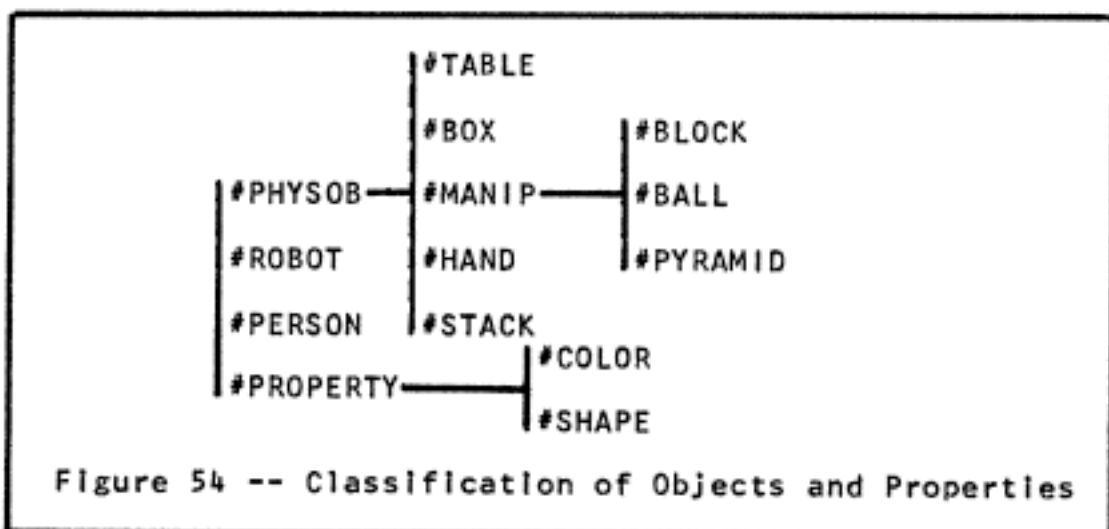 #TABLE
#BOX #BLOCK
#PHYSOB #MANIP #BALL
#ROBOT #HAND #PYRAMID
#PERSON #STACK
#COLOR
#PROPERTY
#SHAPE
Figure 54 -- Classification of Objects and Properties